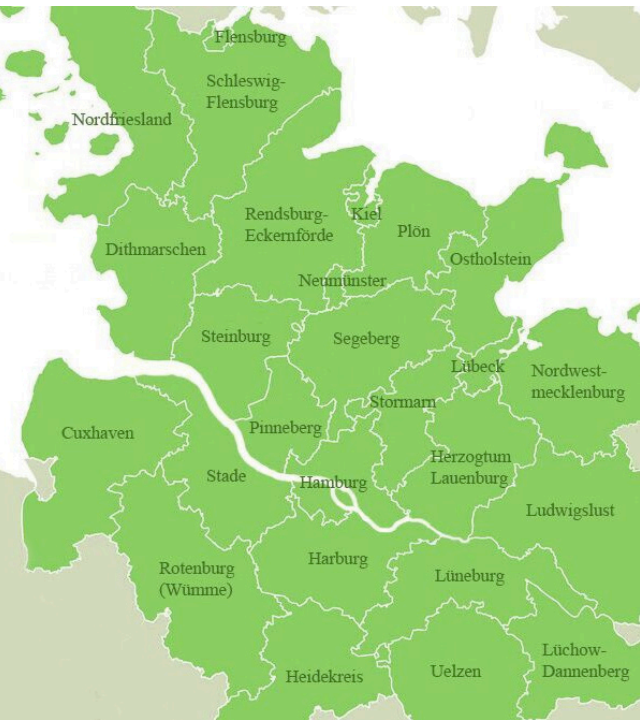 Flensburg
Schleswig-
Flensburg
Nordfriesland
Rendsburg-
Eckernförde
Kiel
Plön
Dithmarschen
Ostholstein
Neumünster
Steinburg
Segeberg
Lübeck
Nordwest-
mecklenburg
Stormarn
Pinneberg
Cuxhaven
Herzogtum
Lauenburg
Stade
Hamburg
Ludwigslust
Harburg
Rotenburg
(Wümme)
Lüneburg
Heidekreis
Uelzen
Lüchow-
Dannenberg